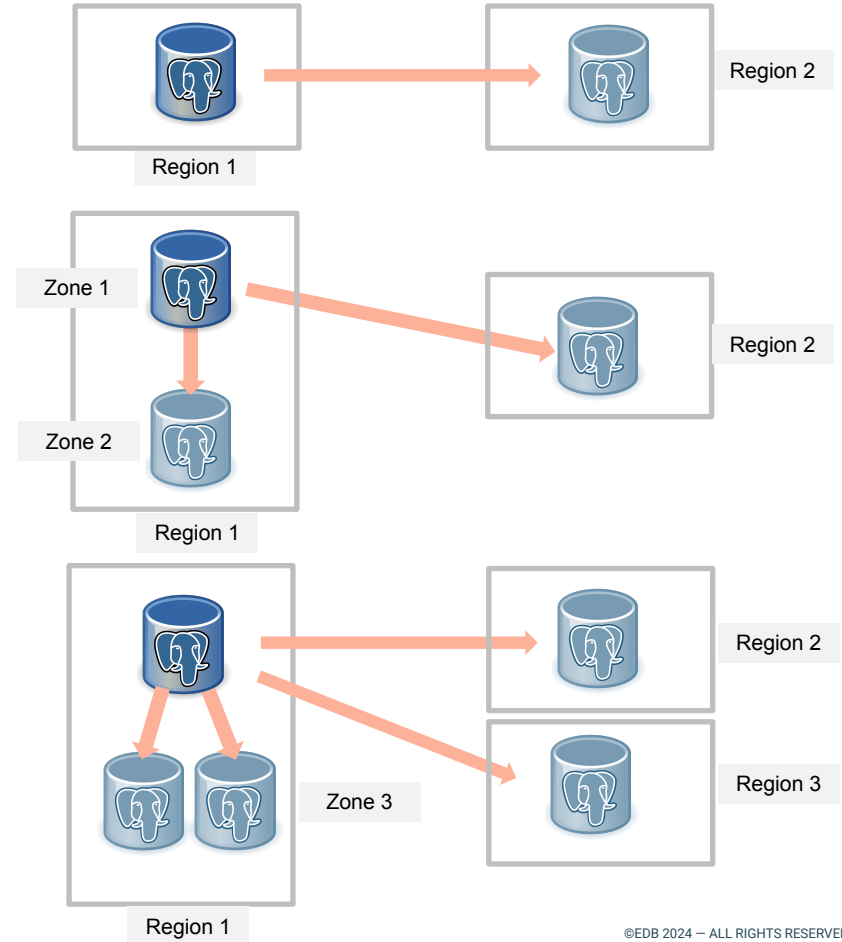 Region 2
Region 1
Zone 1
Region 2
Zone 2
Region 1
Region 2
Region 3
Zone 3
Region 1
©EDB 2024 — ALL RIGHTS RESERVE